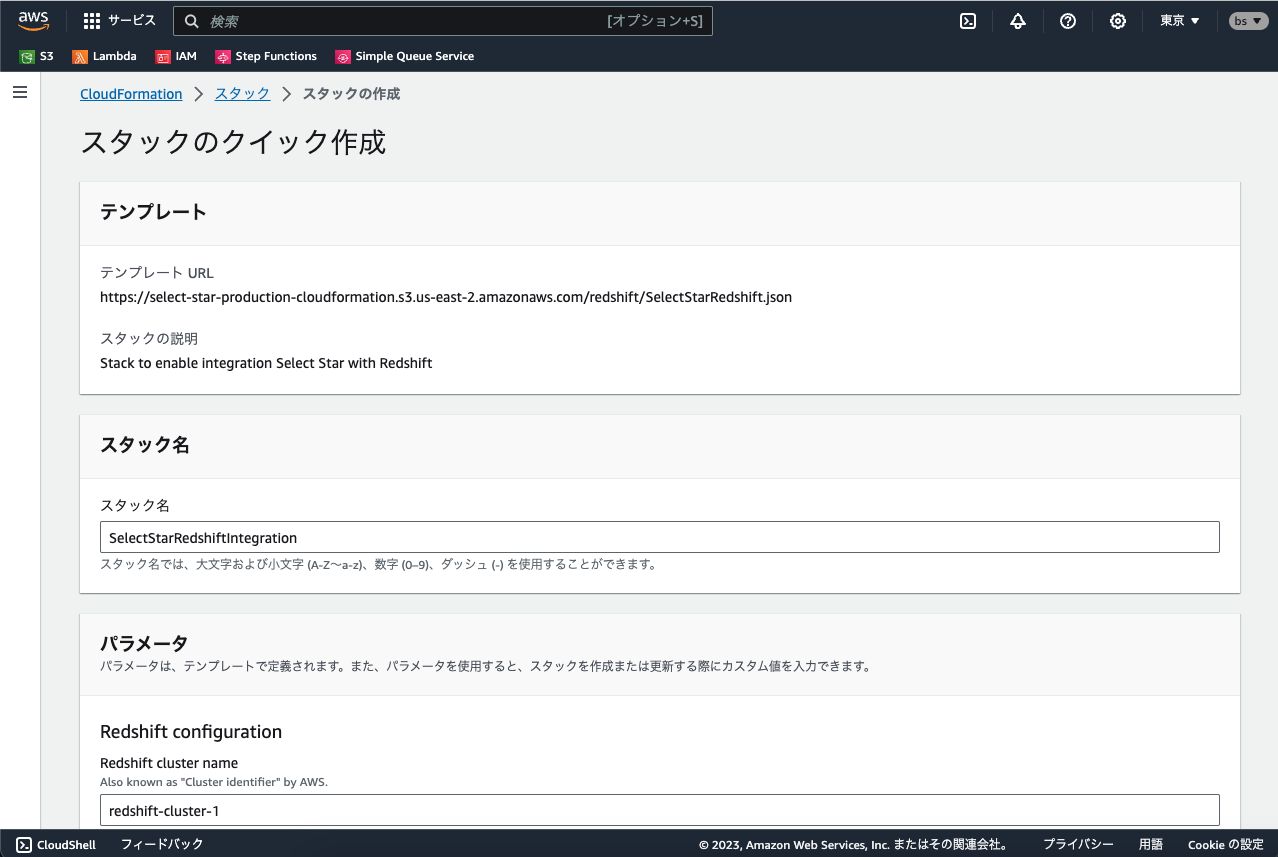 aws サービス 検索 [オプション+S] 東京 ▼ bs ▼
S3 Lambda IAM Step Functions Simple Queue Service
CloudFormation > スタック > スタックの作成
スタックのクイック作成
テンプレート
テンプレート URL
https://select-star-production-cloudformation.s3.us-east-2.amazonaws.com/redshift/SelectStarRedshift.json
スタックの説明
Stack to enable integration Select Star with Redshift
スタック名
スタック名
SelectStarRedshiftIntegration
スタック名では、大文字および小文字 (A-Z～a-z)、数字 (0–9)、ダッシュ (-) を使用することができます。
パラメータ
パラメータは、テンプレートで定義されます。また、パラメータを使用すると、スタックを作成または更新する際にカスタム値を入力できます。
Redshift configuration
Redshift cluster name
Also known as "Cluster identifier" by AWS.
redshift-cluster-1
CloudShell フィードバック © 2023, Amazon Web Services, Inc. またはその関連会社。 プライバシー 用語 Cookie の設定